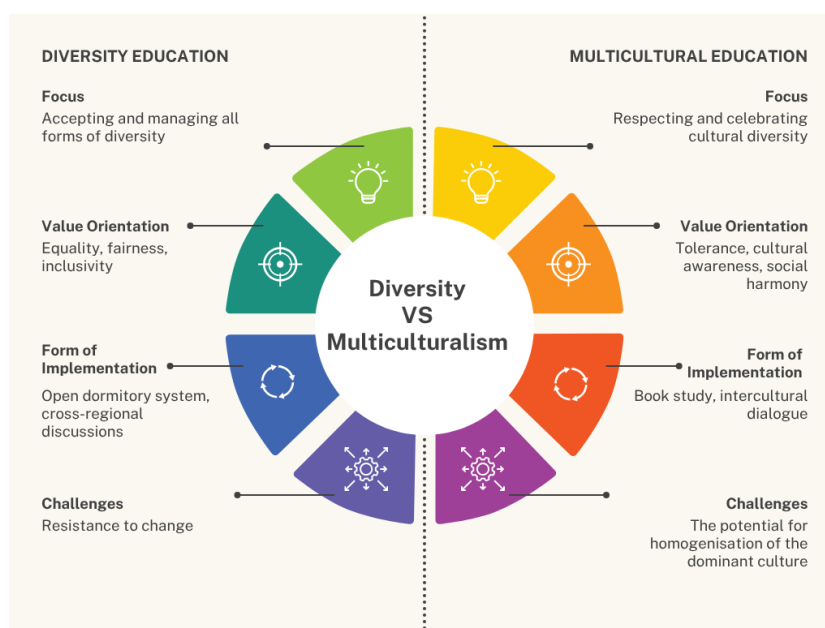 DIVERSITY EDUCATION
Focus
Accepting and managing all
forms of diversity
Value Orientation
Equality, fairness,
inclusivity
Form of
Implementation
Open dormitory system,
cross-regional
discussions
Challenges
Resistance to change
Diversity
VS
Multiculturalism
MULTICULTURAL EDUCATION
Focus
Respecting and celebrating
cultural diversity
Value Orientation
Tolerance, cultural
awareness, social
harmony
Form of
Implementation
Book study, intercultural
dialogue
Challenges
The potential for
homogenisation of the
dominant culture